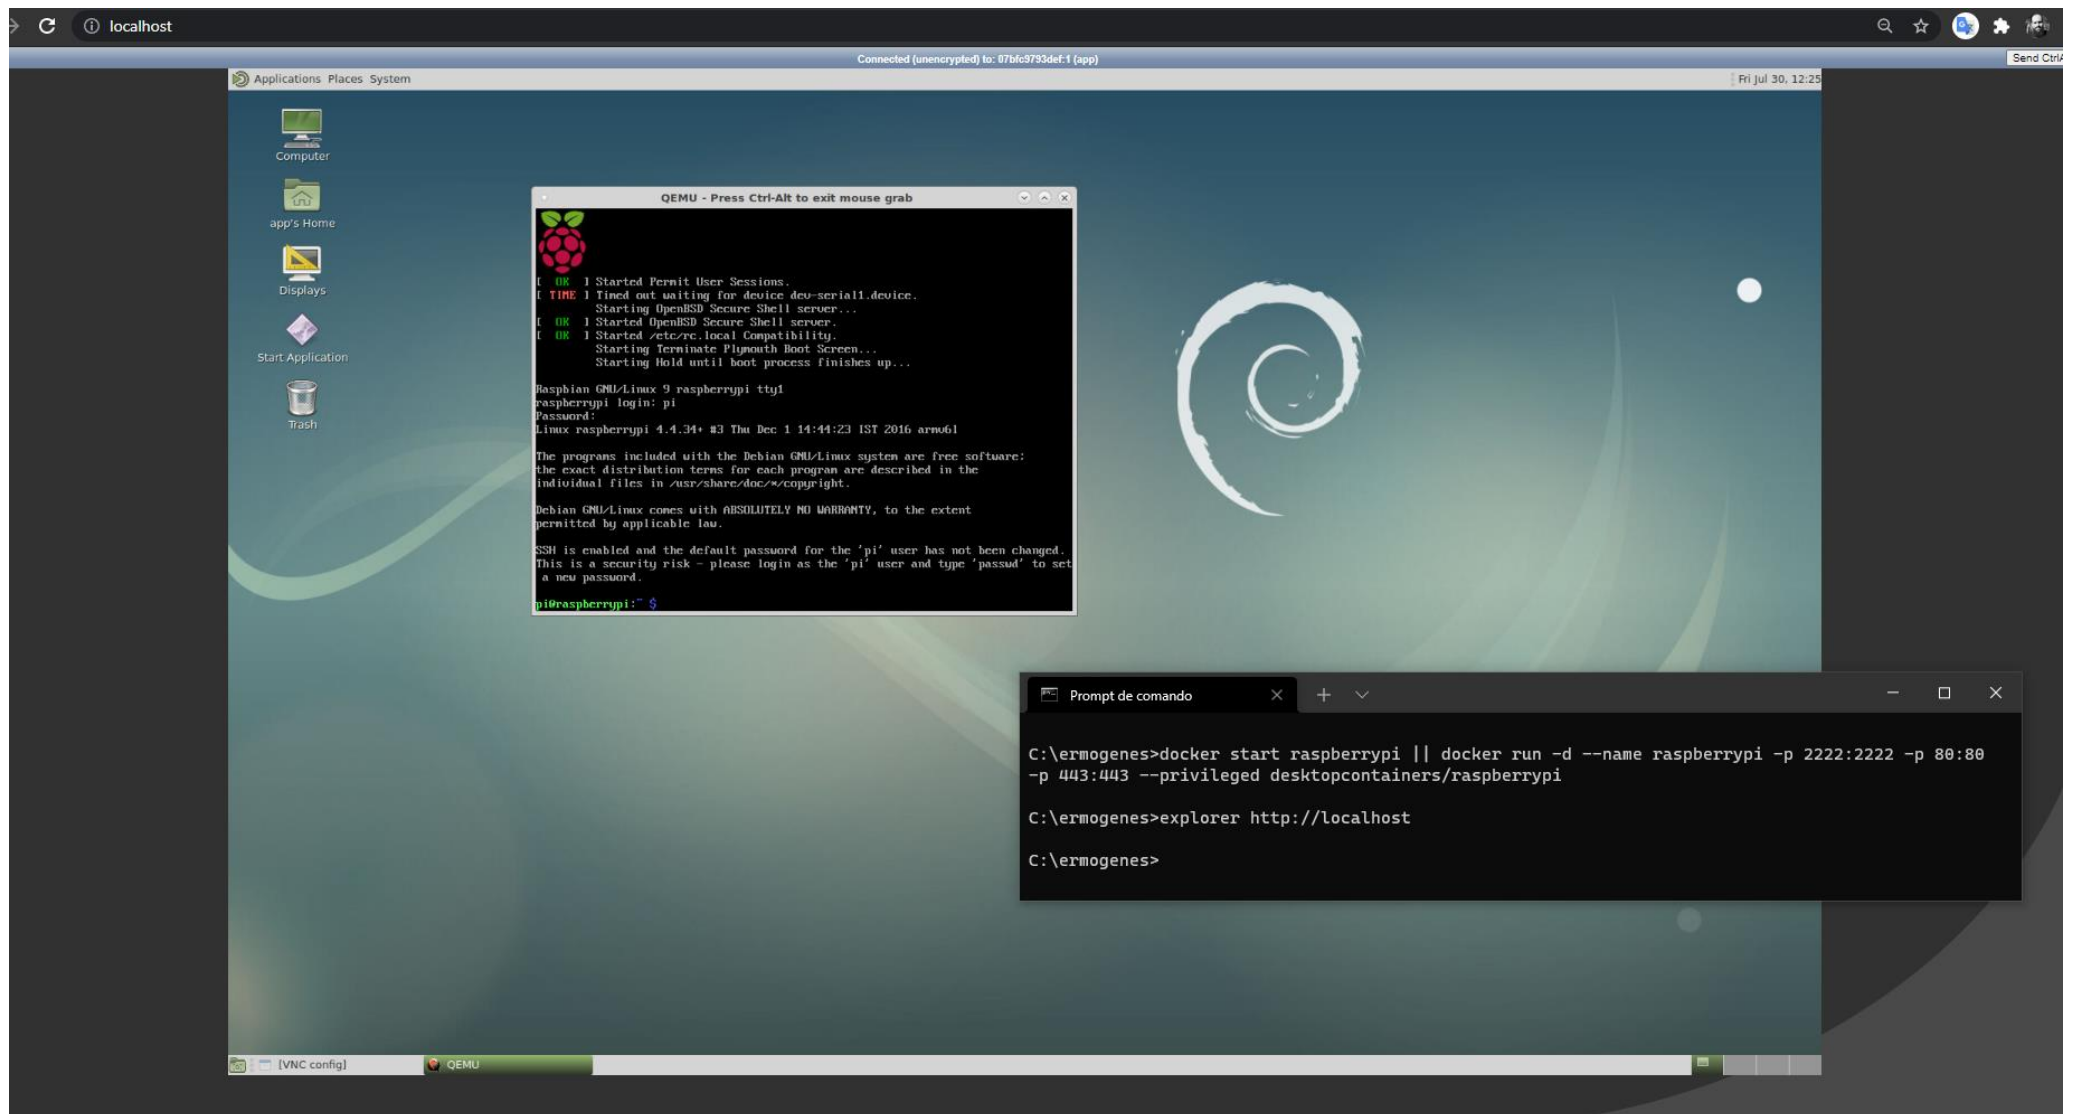 localhost
Connected (unencrypted) to: 07bfc9793def:1 (app)
Send CtrlA
Applications Places System
Fri Jul 30, 12:25
Computer
app's Home
Displays
Start Application
Trash
QEMU - Press Ctrl-Alt to exit mouse grab
[ OK ] Started Permit User Sessions.
[ TIME ] Timed out waiting for device dev-serial1.device.
Starting OpenBSD Secure Shell server...
[ OK ] Started OpenBSD Secure Shell server.
[ OK ] Started /etc/rc.local Compatibility.
Starting Terminate Plymouth Boot Screen...
Starting Hold until boot process finishes up...
Raspbian GNU/Linux 9 raspberrypi tty1
raspberrypi login: pi
Password:
Linux raspberrypi 4.4.34+ #3 Thu Dec 1 14:44:23 IST 2016 armv6l
The programs included with the Debian GNU/Linux system are free software;
the exact distribution terms for each program are described in the
individual files in /usr/share/doc/*/copyright.
Debian GNU/Linux comes with ABSOLUTELY NO WARRANTY, to the extent
permitted by applicable law.
SSH is enabled and the default password for the 'pi' user has not been changed.
This is a security risk - please login as the 'pi' user and type 'passwd' to set
a new password.
pi@raspberrypi:~ $
Prompt de comando
C:\ermogenes>docker start raspberrypi || docker run -d --name raspberrypi -p 2222:2222 -p 80:80
-p 443:443 --privileged desktopcontainers/raspberrypi
C:\ermogenes>explorer http://localhost
C:\ermogenes>
[VNC config]
QEMU